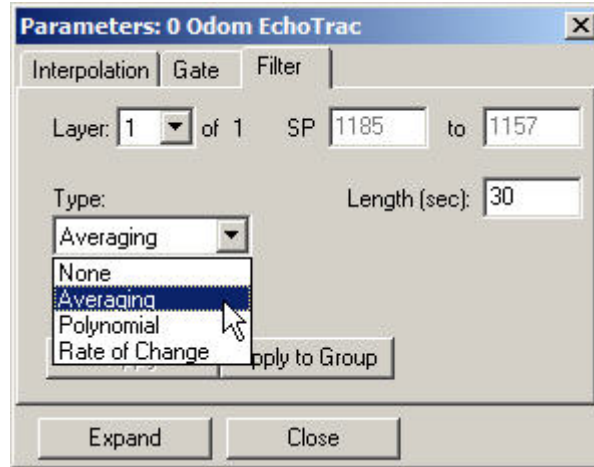 Parameters: 0 Odom EchoTrac
Interpolation Gate Filter
Layer: 1 of 1 SP 1185 to 1157
Type: Length (sec): 30
Averaging
None
Averaging
Polynomial
Rate of Change
pply to Group
Expand Close